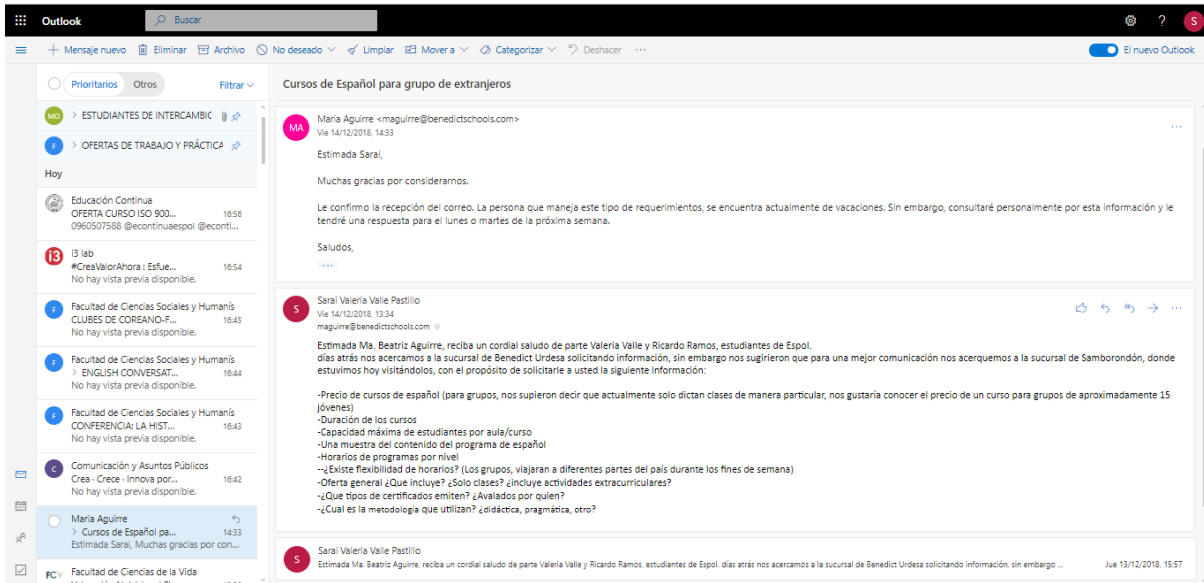 Outlook
Buscar
?
S
Mensaje nuevo
Eliminar
Archivo
No deseado
Limpiar
Mover a
Categorizar
Deshacer
···
El nuevo Outlook
Prioritarios
Otros
Filtrar
MO
> ESTUDIANTES DE INTERCAMBIC
F
> OFERTAS DE TRABAJO Y PRÁCTICA
Hoy
Educación Continua
OFERTA CURSO ISO 900... 16:56
0960507588 @econtinuaespol @econti...
i3
i3 lab
#CreaValorAhora : Esfue... 16:54
No hay vista previa disponible.
F
Facultad de Ciencias Sociales y Humanís
CLUBES DE COREANO-F... 16:45
No hay vista previa disponible.
F
Facultad de Ciencias Sociales y Humanís
> ENGLISH CONVERSAT... 16:44
No hay vista previa disponible.
F
Facultad de Ciencias Sociales y Humanís
CONFERENCIA: LA HIST... 16:43
No hay vista previa disponible.
C
Comunicación y Asuntos Públicos
Crea - Crece - Innova por... 16:42
No hay vista previa disponible.
Maria Aguirre
> Cursos de Español pa... 14:33
Estimada Sarai, Muchas gracias por con...
FCV
Facultad de Ciencias de la Vida
Cursos de Español para grupo de extranjeros
MA
Maria Aguirre <maguirre@benedictschools.com>
Vie 14/12/2018, 14:33
Estimada Sarai,
Muchas gracias por considerarnos.
Le confirmo la recepción del correo. La persona que maneja este tipo de requerimientos, se encuentra actualmente de vacaciones. Sin embargo, consultaré personalmente por esta información y le
tendré una respuesta para el lunes o martes de la próxima semana.
Saludos,
···
S
Sarai Valeria Valle Pastillo
Vie 14/12/2018, 13:34
maguirre@benedictschools.com
Estimada Ma. Beatriz Aguirre, reciba un cordial saludo de parte Valeria Valle y Ricardo Ramos, estudiantes de Espol.
días atrás nos acercamos a la sucursal de Benedict Urdesa solicitando información, sin embargo nos sugirieron que para una mejor comunicación nos acerquemos a la sucursal de Samborondón, donde
estuvimos hoy visitándolos, con el propósito de solicitarle a usted la siguiente información:
-Precio de cursos de español (para grupos, nos supieron decir que actualmente solo dictan clases de manera particular, nos gustaría conocer el precio de un curso para grupos de aproximadamente 15
jóvenes)
-Duración de los cursos
-Capacidad máxima de estudiantes por aula/curso
-Una muestra del contenido del programa de español
-Horarios de programas por nivel
--¿Existe flexibilidad de horarios? (Los grupos, viajaran a diferentes partes del país durante los fines de semana)
-Oferta general ¿Que incluye? ¿Solo clases? ¿incluye actividades extracurriculares?
-¿Que tipos de certificados emiten? ¿Avalados por quien?
-¿Cual es la metodología que utilizan? ¿didáctica, pragmática, otro?
S
Sarai Valeria Valle Pastillo
Estimada Ma. Beatriz Aguirre, reciba un cordial saludo de parte Valeria Valle y Ricardo Ramos, estudiantes de Espol. días atrás nos acercamos a la sucursal de Benedict Urdesa solicitando información, sin embargo ... Jue 13/12/2018, 15:57